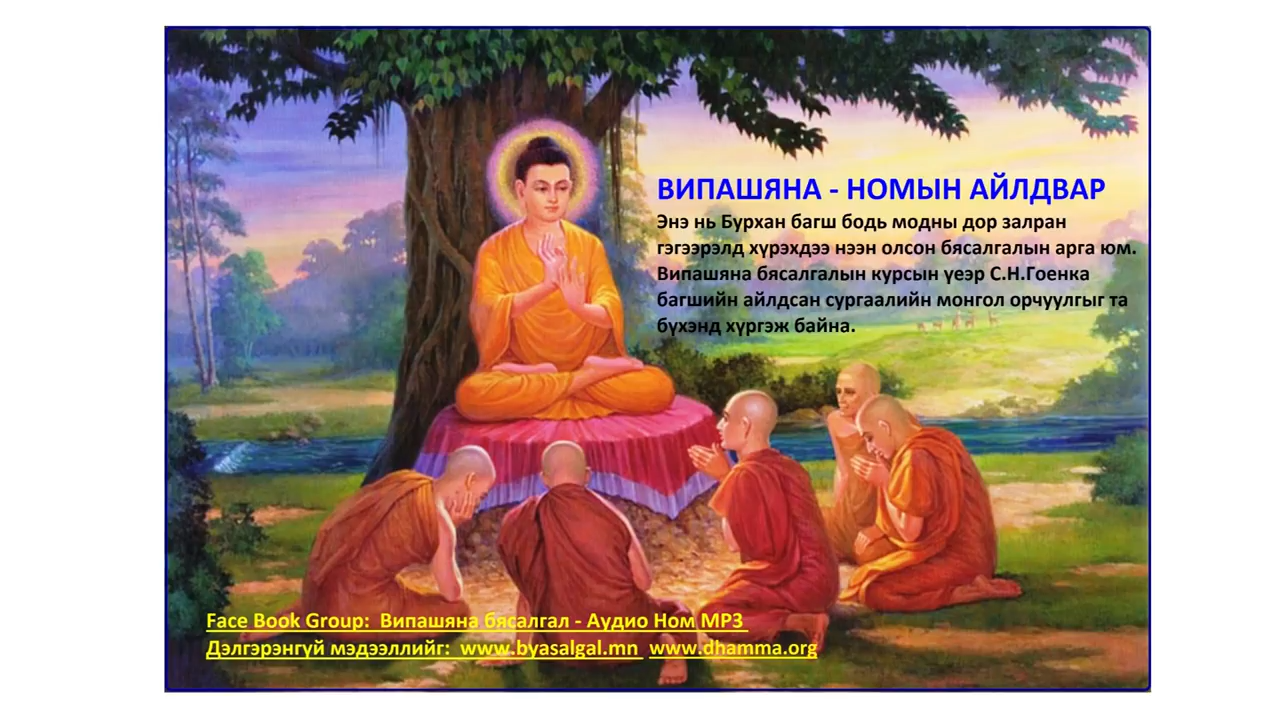 ВИПАШЯНА - НОМЫН АЙЛДВАР
Энэ нь Бурхан багш бодь модны дор залран
гэгээрэлд хүрэхдээ нээн олсон бясалгалын арга юм.
Випашяна бясалгалын курсын үеэр С.Н.Гоенка
багшийн айлдсан сургаалийн монгол орчуулгыг та
бүхэнд хүргэж байна.
Face Book Group:  Випашяна бясалгал - Аудио Ном MP3
Дэлгэрэнгүй мэдээллийг:  www.byasalgal.mn  www.dhamma.org